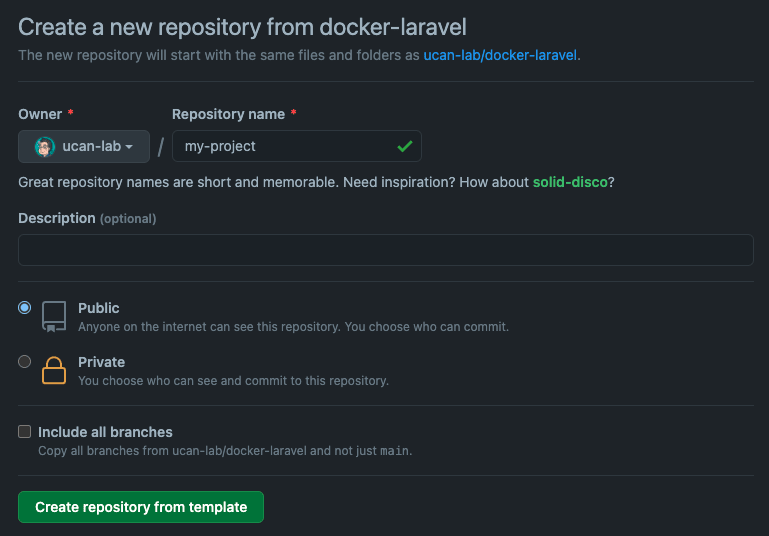 Create a new repository from docker-laravel
The new repository will start with the same files and folders as ucan-lab/docker-laravel.
Owner * Repository name *
ucan-lab / my-project
Great repository names are short and memorable. Need inspiration? How about solid-disco?
Description (optional)
Public
Anyone on the internet can see this repository. You choose who can commit.
Private
You choose who can see and commit to this repository.
Include all branches
Copy all branches from ucan-lab/docker-laravel and not just main.
Create repository from template